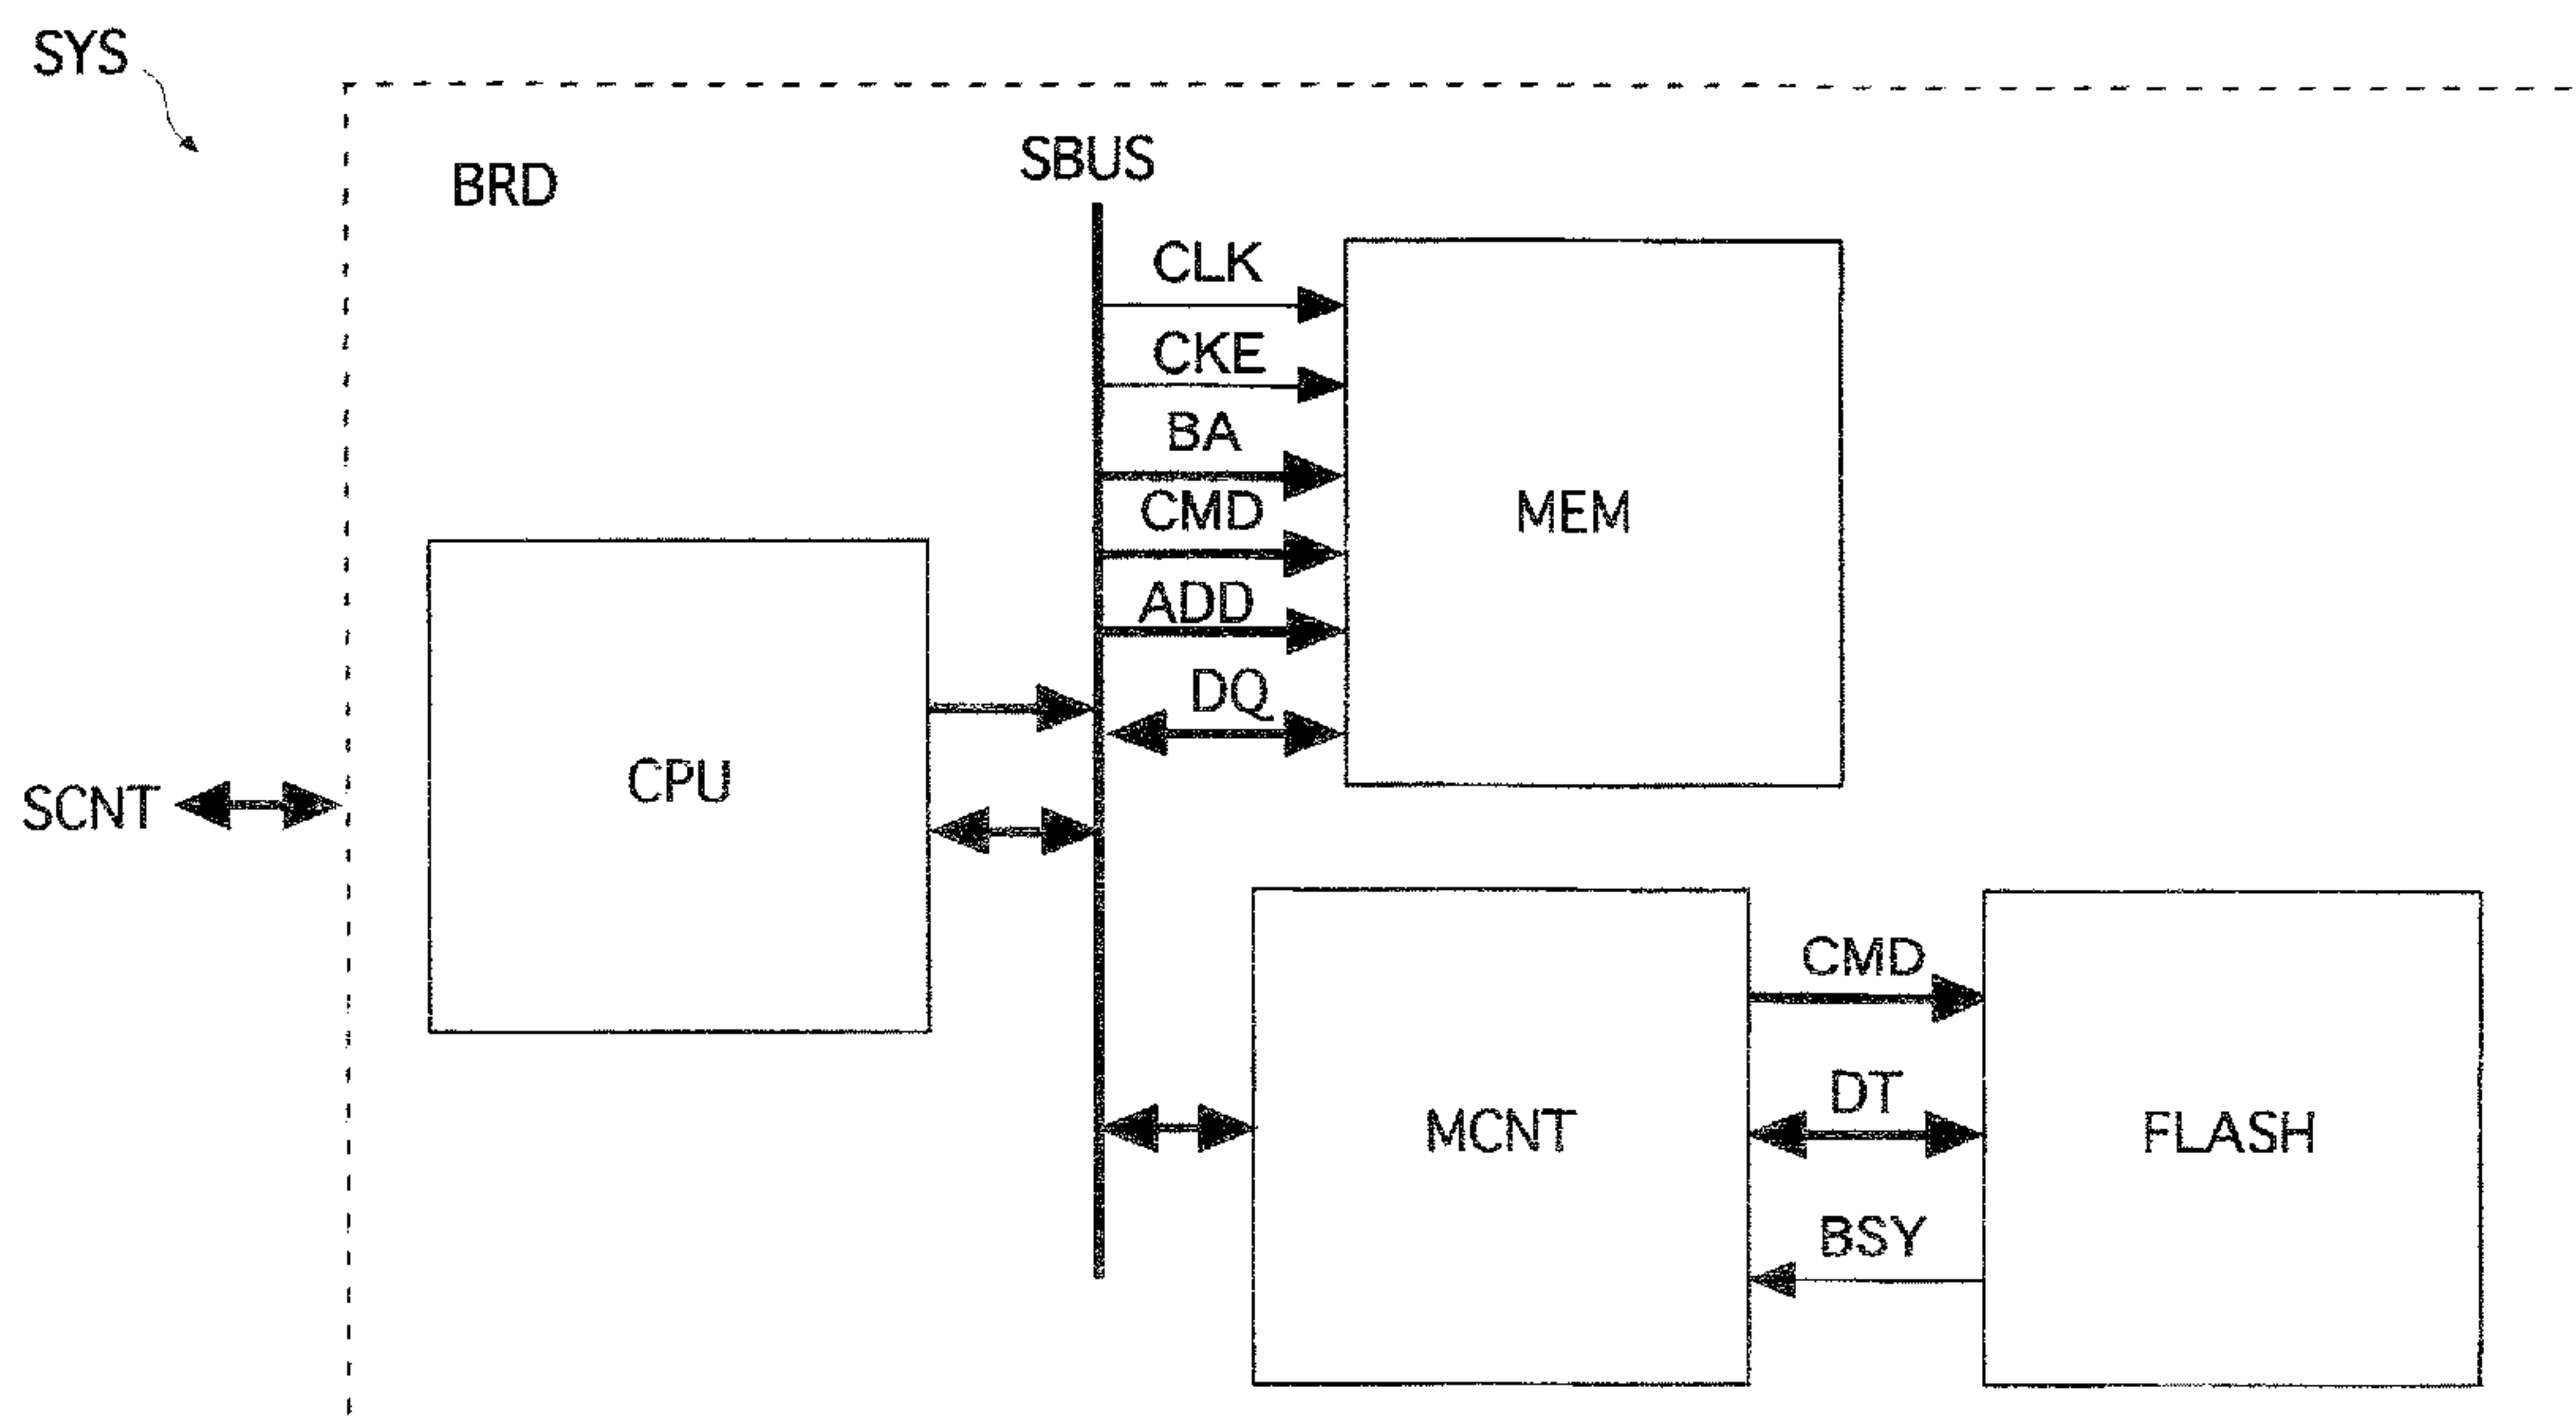 SYS
BRD
SBUS
CLK
CKE
BA
CMD
ADD
DQ
MEM
CPU
SCNT
MCNT
CMD
DT
BSY
FLASH